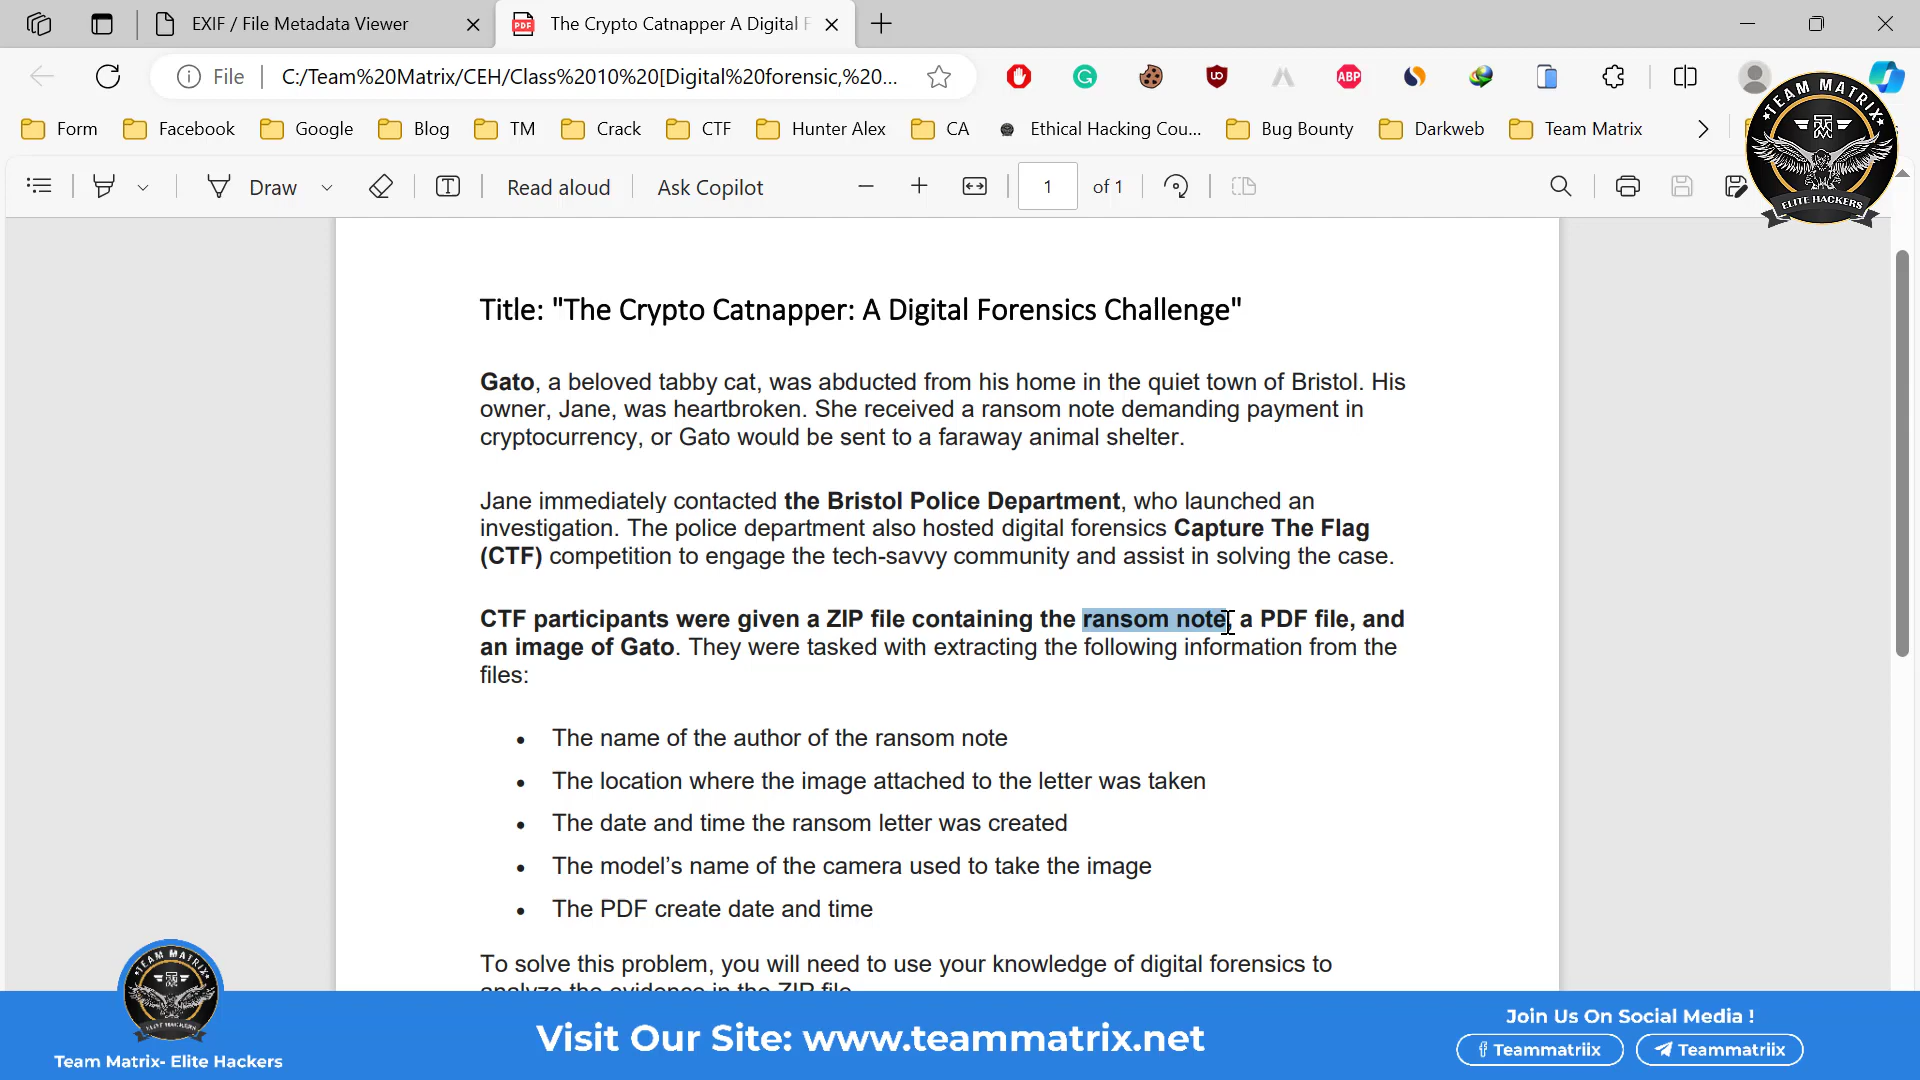 EXIF / File Metadata Viewer
The Crypto Catnapper A Digital F
File
C:/Team%20Matrix/CEH/Class%2010%20[Digital%20forensic,%20...
ABP
Form
Facebook
Google
Blog
TM
Crack
CTF
Hunter Alex
CA
Ethical Hacking Cou...
Bug Bounty
Darkweb
Team Matrix
TEAM MATRIX
ELITE HACKERS
Draw
Read aloud
Ask Copilot
1
of 1
Title: "The Crypto Catnapper: A Digital Forensics Challenge"
Gato, a beloved tabby cat, was abducted from his home in the quiet town of Bristol. His
owner, Jane, was heartbroken. She received a ransom note demanding payment in
cryptocurrency, or Gato would be sent to a faraway animal shelter.
Jane immediately contacted the Bristol Police Department, who launched an
investigation. The police department also hosted digital forensics Capture The Flag
(CTF) competition to engage the tech-savvy community and assist in solving the case.
CTF participants were given a ZIP file containing the ransom note, a PDF file, and
an image of Gato. They were tasked with extracting the following information from the
files:
• The name of the author of the ransom note
• The location where the image attached to the letter was taken
• The date and time the ransom letter was created
• The model's name of the camera used to take the image
• The PDF create date and time
To solve this problem, you will need to use your knowledge of digital forensics to
analyze the evidence in the ZIP file.
TEAM MATRIX
ELITE HACKERS
Team Matrix- Elite Hackers
Visit Our Site: www.teammatrix.net
Join Us On Social Media !
Teammatriix
Teammatriix